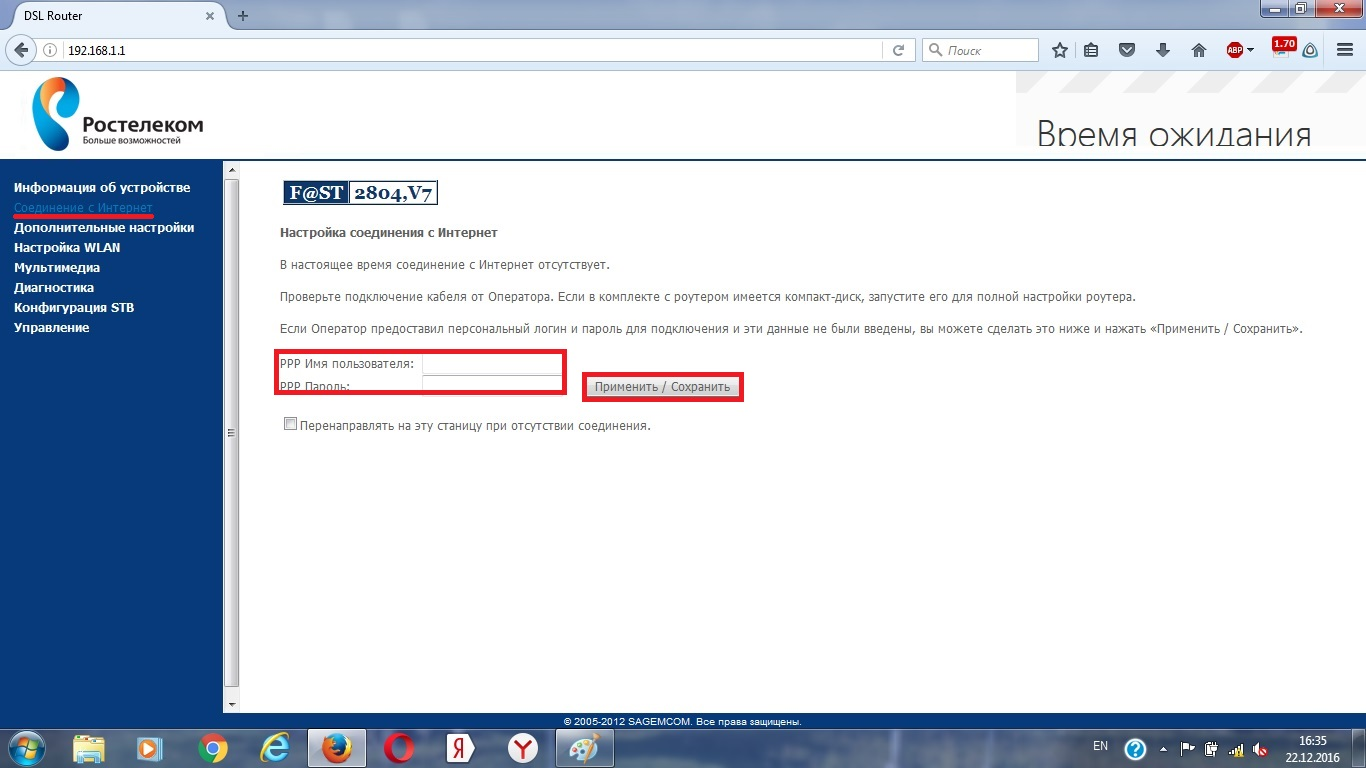 DSL Router
192.168.1.1
Поиск
ABP
1.70
Ростелеком
Больше возможностей
Время ожидания
Информация об устройстве
Соединение с Интернет
Дополнительные настройки
Настройка WLAN
Мультимедиа
Диагностика
Конфигурация STB
Управление
F@ST 2804,V7
Настройка соединения с Интернет
В настоящее время соединение с Интернет отсутствует.
Проверьте подключение кабеля от Оператора. Если в комплекте с роутером имеется компакт-диск, запустите его для полной настройки роутера.
Если Оператор предоставил персональный логин и пароль для подключения и эти данные не были введены, вы можете сделать это ниже и нажать «Применить / Сохранить».
PPP Имя пользователя:
PPP Пароль:
Применить / Сохранить
Перенаправлять на эту станицу при отсутствии соединения.
© 2005-2012 SAGEMCOM. Все права защищены.
EN
16:35
22.12.2016